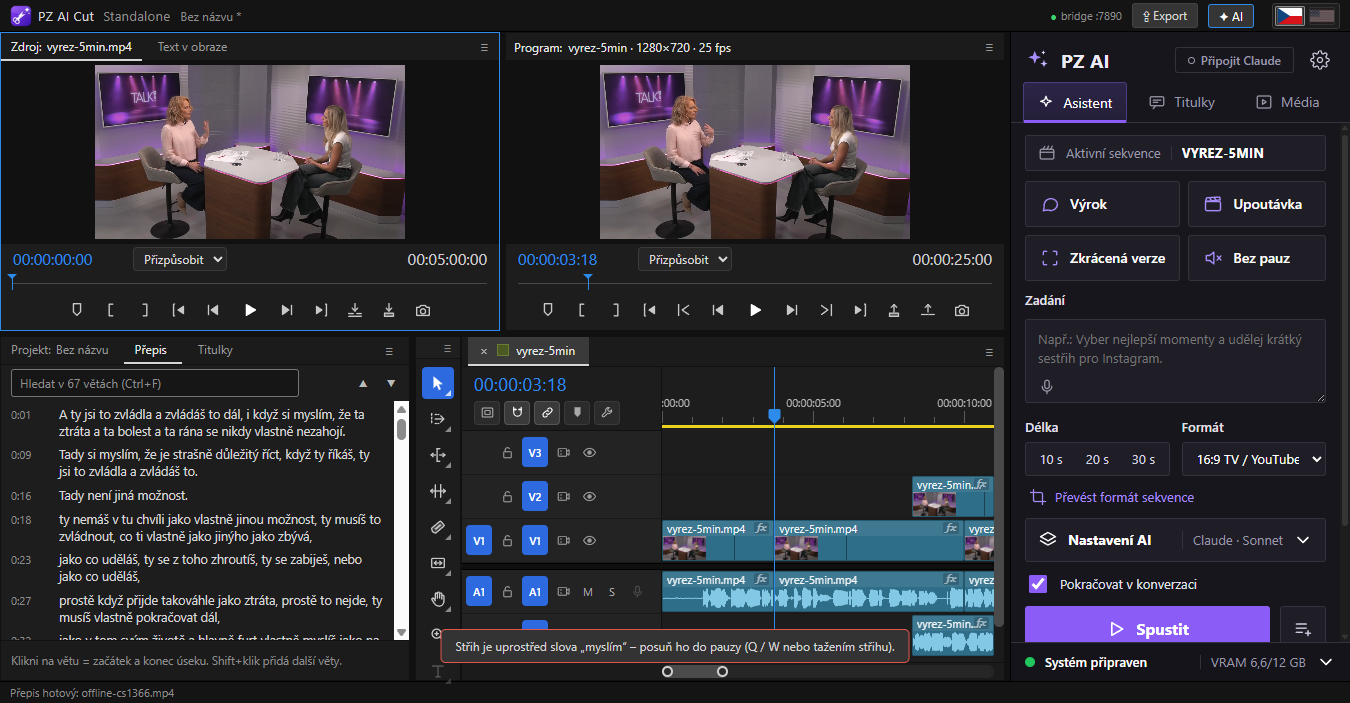 PZ AI Cut Standalone Bez názvu *
bridge :7890 Export AI
Zdroj: vyrez-5min.mp4 Text v obraze
TALK!
00:00:00:00 Přizpůsobit 00:05:00:00
Program: vyrez-5min · 1280×720 · 25 fps
TALK!
00:00:03:18 Přizpůsobit 00:00:25:00
Projekt: Bez názvu Přepis Titulky
Hledat v 67 větách (Ctrl+F)
0:01 A ty jsi to zvládla a zvládáš to dál, i když si myslím, že ta
ztráta a ta bolest a ta rána se nikdy vlastně nezahojí.
0:09 Tady si myslím, že je strašně důležitý říct, když ty říkáš, ty
jsi to zvládla a zvládáš to.
0:16 Tady není jiná možnost.
0:18 ty nemáš v tu chvíli jako vlastně jinou možnost, ty musíš to
zvládnout, co ti vlastně jako jinýho jako zbývá,
0:23 jako co uděláš, ty se z toho zhroutíš, ty se zabiješ, nebo
jako co uděláš,
0:27 prostě když přijde takováhle jako ztráta, prostě to nejde, ty
musíš vlastně pokračovat dál,
Klikni na větu = začátek a konec úseku. Shift+klik přidá další věty.
× vyrez-5min
00:00:03:18
:00:00 00:00:05:00 00:00:10:00
V3
V2
vyrez-5min... fx
V1 V1
vyrez-5min.mp4 fx vyrez-5min.mp4 fx vyrez
A1 A1 M S
vyrez-5min.mp4 fx vyrez-5min.mp4 fx vyrez
vyrez-5min... fx
Střih je uprostřed slova „myslím“ – posuň ho do pauzy (Q / W nebo tažením střihu).
PZ AI Připojit Claude
Asistent Titulky Média
Aktivní sekvence VYREZ-5MIN
Výrok Upoutávka
Zkrácená verze Bez pauz
Zadání
Např.: Vyber nejlepší momenty a udělej krátký
sestřih pro Instagram.
Délka Formát
10 s 20 s 30 s 16:9 TV / YouTube
Převést formát sekvence
Nastavení AI Claude · Sonnet
Pokračovat v konverzaci
Spustit
Systém připraven VRAM 6,6/12 GB
Přepis hotový: offline-cs1366.mp4